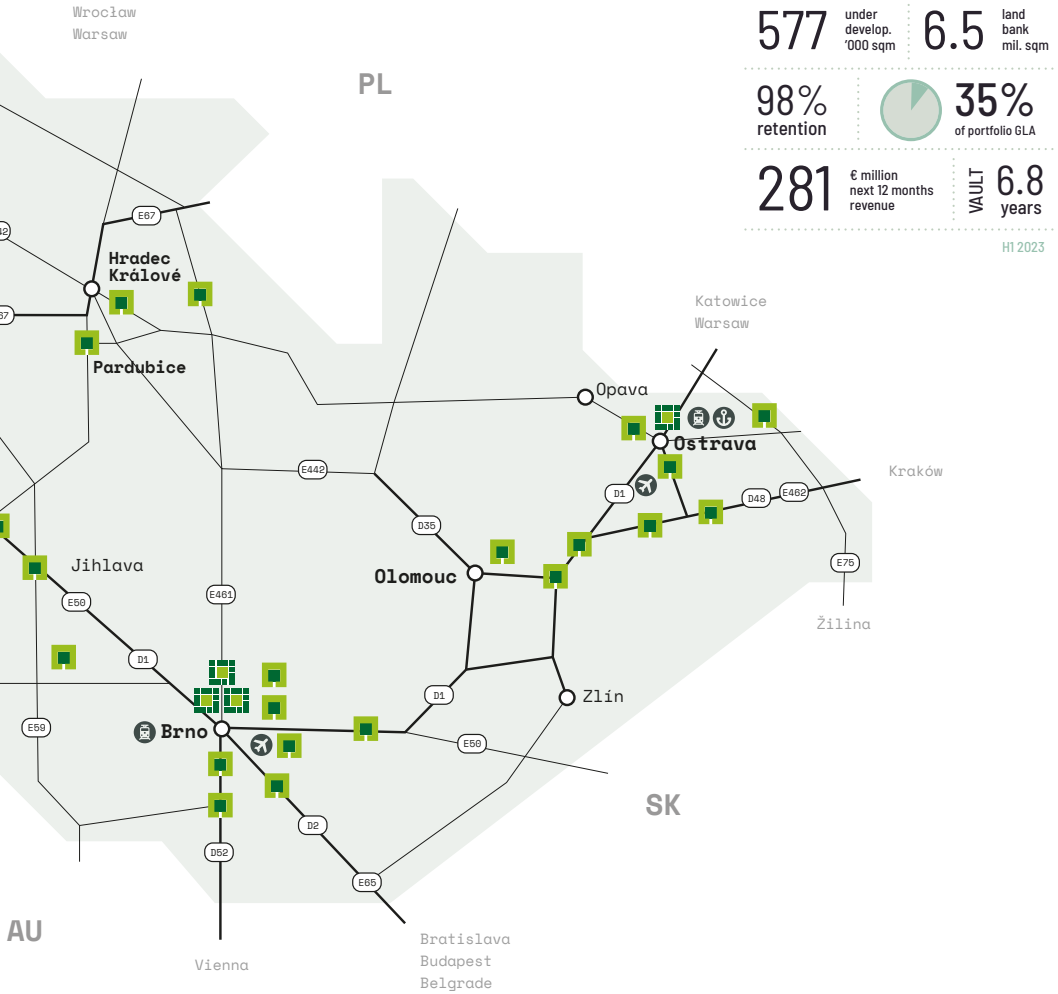 Wrocław
Warsaw
577
under
develop.
'000 sqm
6.5
land
bank
mil. sqm
PL
98%
retention
35%
of portfolio GLA
281
€ million
next 12 months
revenue
VAULT
6.8
years
H1 2023
E67
Hradec
Králové
Pardubice
Katowice
Warsaw
Opava
Ostrava
Kraków
E442
D1
D48
E462
D35
Jihlava
Olomouc
E75
E50
E461
Žilina
D1
D1
Zlín
E59
Brno
E50
SK
D2
D52
E65
AU
Vienna
Bratislava
Budapest
Belgrade